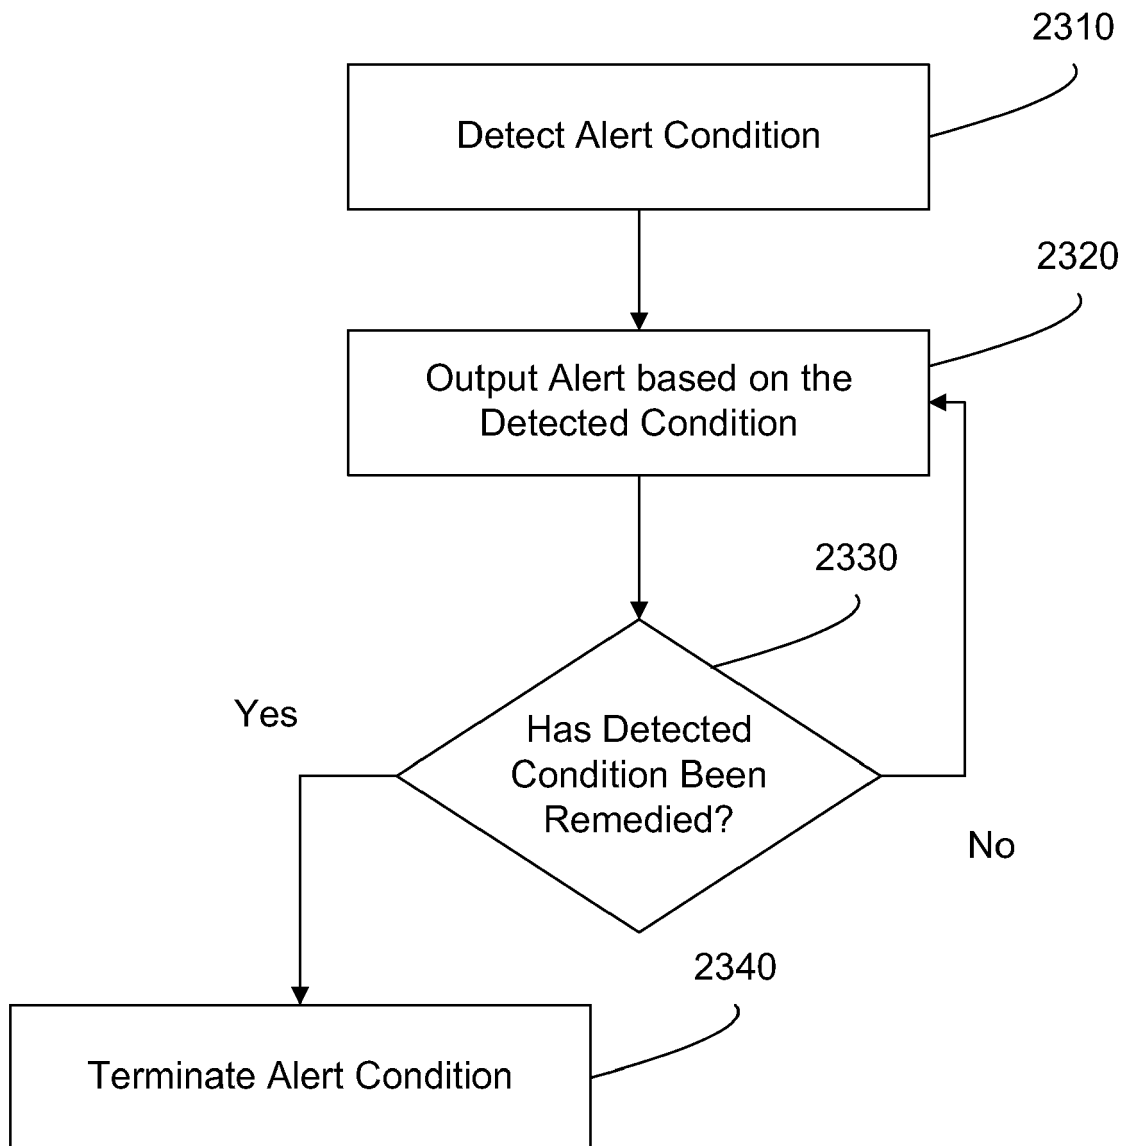 2310
Detect Alert Condition
2320
Output Alert based on the
Detected Condition
2330
Yes
Has Detected
Condition Been
Remedied?
No
2340
Terminate Alert Condition